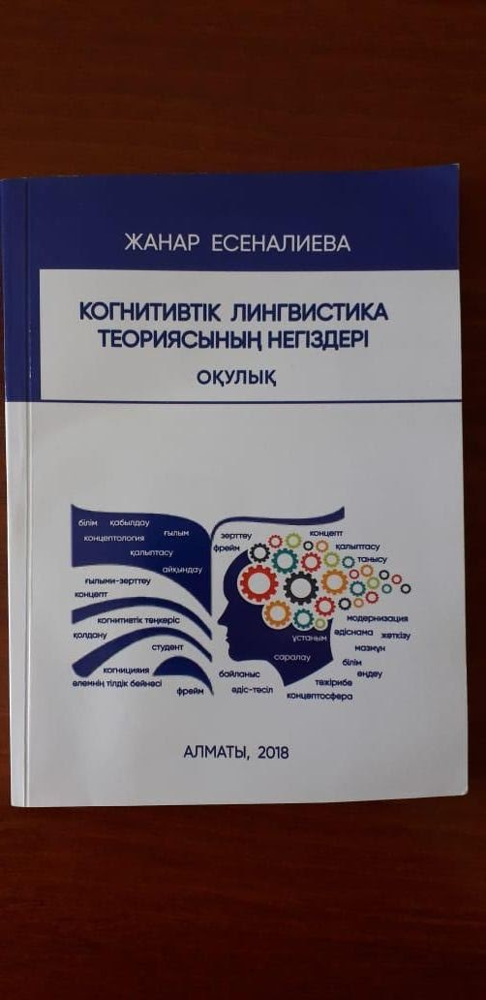 ЖАНАР ЕСЕНАЛИЕВА
КОГНИТИВТІК ЛИНГВИСТИКА
ТЕОРИЯСЫНЫҢ НЕГІЗДЕРІ
ОҚУЛЫҚ
білім қабылдау
концептология ғылым
қалыптасу
айқындау
ғылыми-зерттеу
концепт
когнитивтік төңкеріс
қолдану
студент
когницияия
әлемнің тілдік бейнесі
фрейм
зерттеу концепт
фрейм қалыптасу
танысу
модернизация
ұстаным әдіснама жеткізу
мазмұн
саралау білім
байланыс өңдеу
тәжірибе
әдіс-тәсіл концептосфера
АЛМАТЫ, 2018